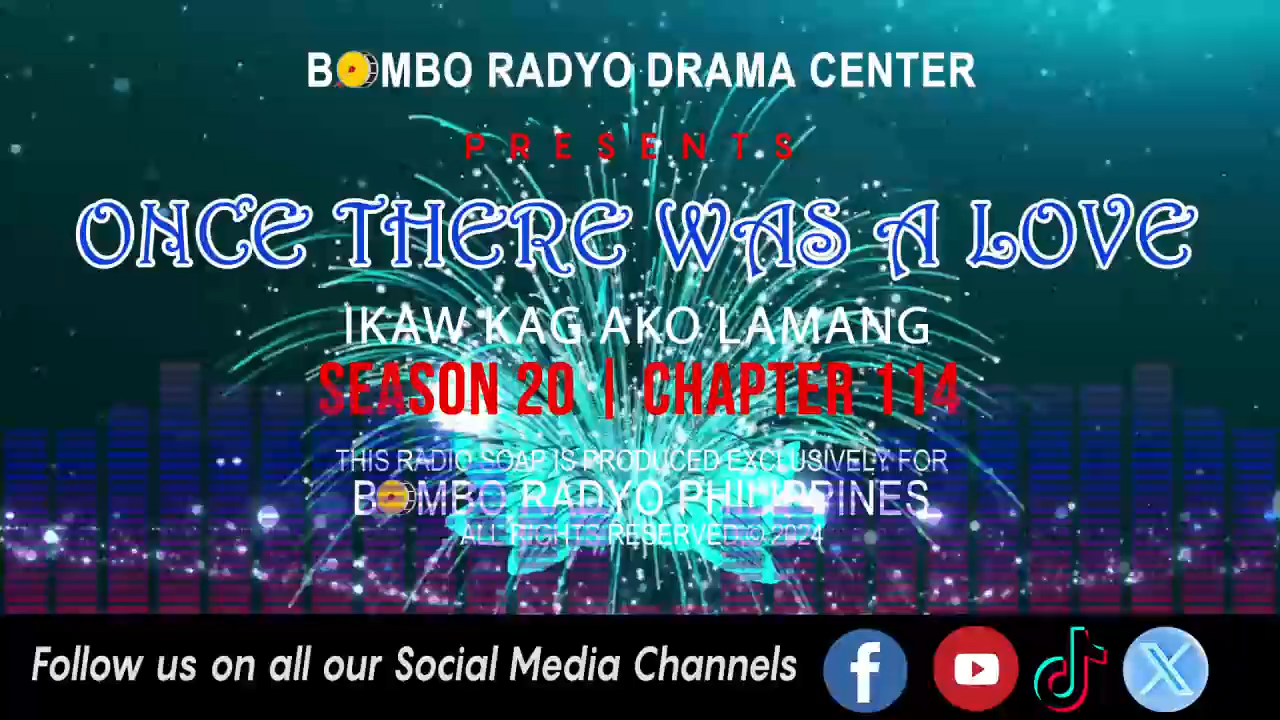 BOMBO RADYO DRAMA CENTER
PRESENTS
ONCE THERE WAS A LOVE
IKAW KAG AKO LAMANG
SEASON 20 | CHAPTER 114
THIS RADIO SOAP IS PRODUCED EXCLUSIVELY FOR
BOMBO RADYO PHILIPPINES
ALL RIGHTS RESERVED © 2024
Follow us on all our Social Media Channels